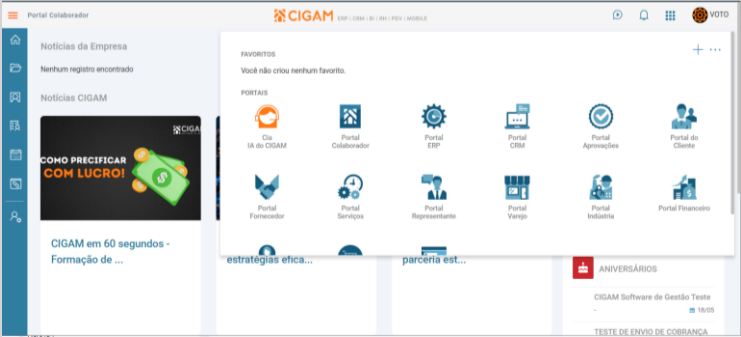 Portal Colaborador
CIGAM ERP | CRM | BI | RH | PDV | MOBILE
VOTO
Notícias da Empresa
Nenhum registro encontrado
Notícias CIGAM
CIGAM
COMO PRECIFICAR
COM LUCRO!
CIGAM em 60 segundos -
Formação de ...
FAVORITOS
Você não criou nenhum favorito.
PORTAIS
Cia
IA do CIGAM
Portal
Colaborador
Portal
ERP
Portal
CRM
Portal
Aprovações
Portal do
Cliente
Portal
Fornecedor
Portal
Serviços
Portal
Representante
Portal
Varejo
Portal
Indústria
Portal Financeiro
estratégias efica...
parceria est...
ANIVERSÁRIOS
CIGAM Software de Gestão Teste
-
18/05
TESTE DE ENVIO DE COBRANÇA